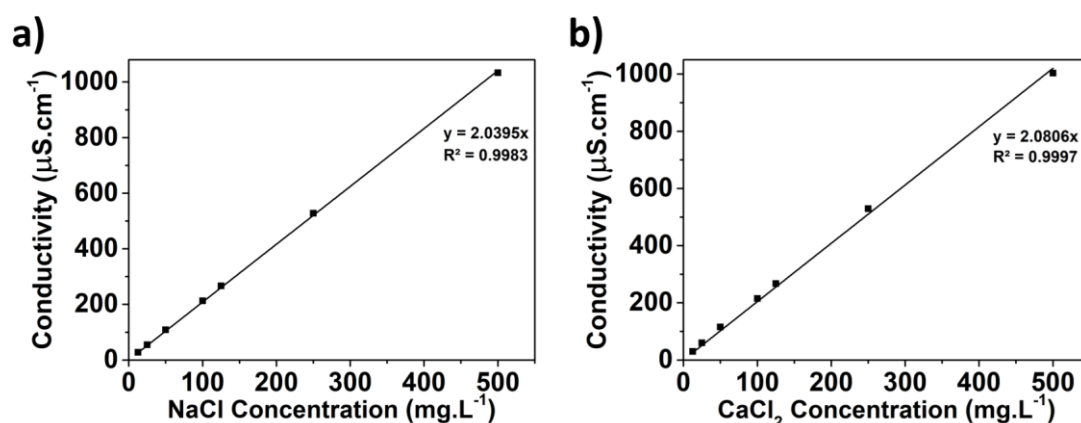 a)
Conductivity (µS.cm⁻¹)
1000
800
600
400
200
0
y = 2.0395x
R² = 0.9983
0 100 200 300 400 500
NaCl Concentration (mg.L⁻¹)
b)
Conductivity (µS.cm⁻¹)
1000
800
600
400
200
0
y = 2.0806x
R² = 0.9997
0 100 200 300 400 500
CaCl₂ Concentration (mg.L⁻¹)